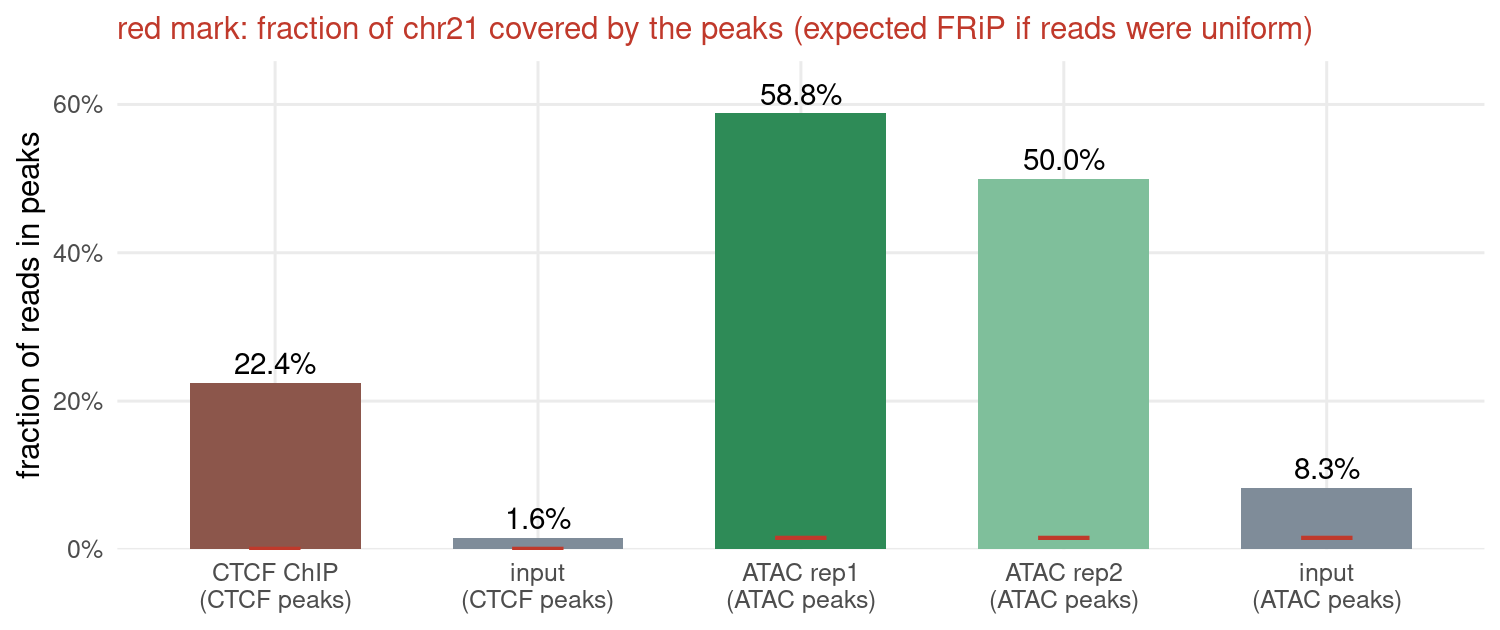 red mark: fraction of chr21 covered by the peaks (expected FRiP if reads were uniform)
fraction of reads in peaks
60%
40%
20%
0%
22.4%
1.6%
58.8%
50.0%
8.3%
CTCF ChIP
(CTCF peaks)
input
(CTCF peaks)
ATAC rep1
(ATAC peaks)
ATAC rep2
(ATAC peaks)
input
(ATAC peaks)